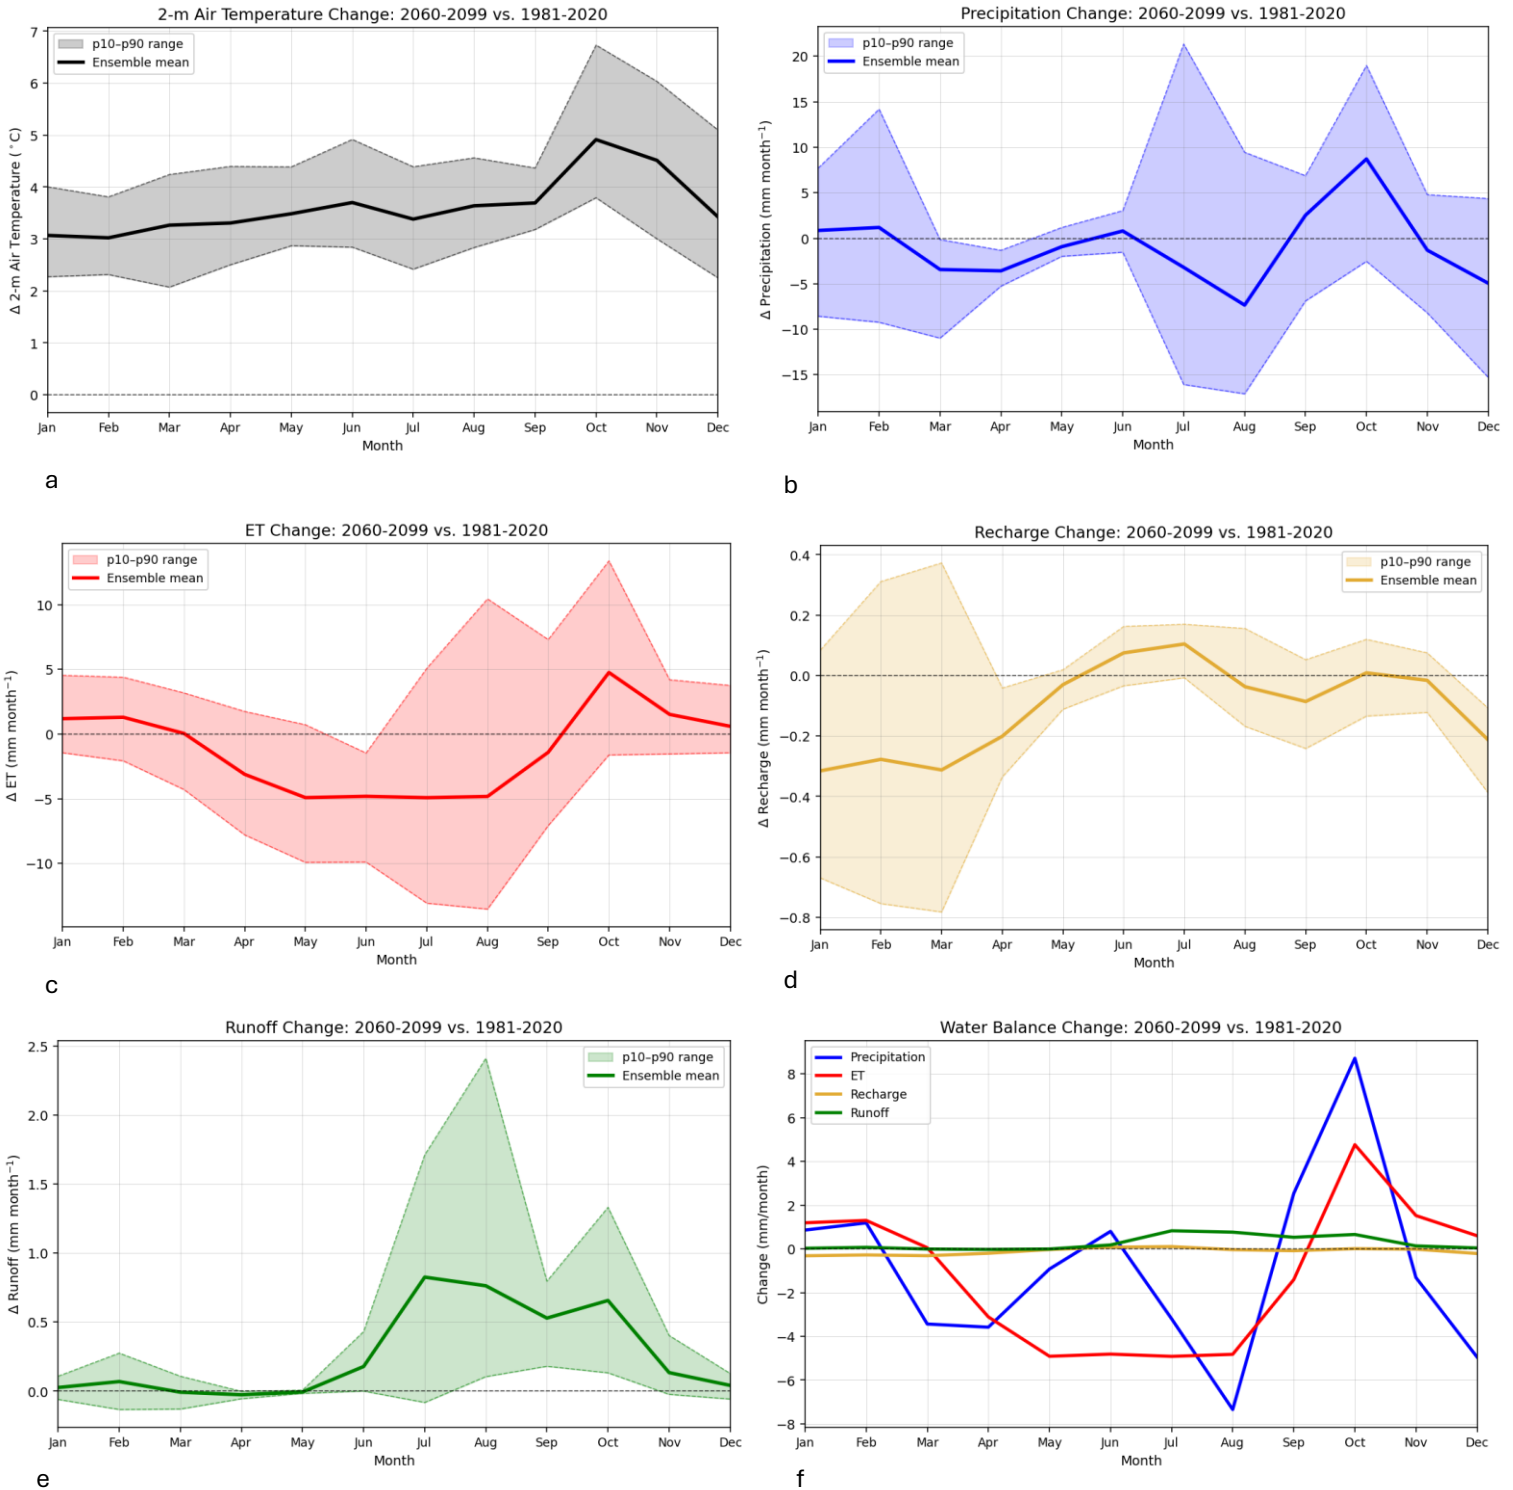 2-m Air Temperature Change: 2060-2099 vs. 1981-2020
p10–p90 range
Ensemble mean
Δ 2-m Air Temperature (°C)
7
6
5
4
3
2
1
0
Jan Feb Mar Apr May Jun Jul Aug Sep Oct Nov Dec
Month
a
Precipitation Change: 2060-2099 vs. 1981-2020
p10–p90 range
Ensemble mean
Δ Precipitation (mm month⁻¹)
20
15
10
5
0
−5
−10
−15
Jan Feb Mar Apr May Jun Jul Aug Sep Oct Nov Dec
Month
b
ET Change: 2060-2099 vs. 1981-2020
p10–p90 range
Ensemble mean
Δ ET (mm month⁻¹)
10
5
0
−5
−10
Jan Feb Mar Apr May Jun Jul Aug Sep Oct Nov Dec
Month
c
Recharge Change: 2060-2099 vs. 1981-2020
p10–p90 range
Ensemble mean
Δ Recharge (mm month⁻¹)
0.4
0.2
0.0
−0.2
−0.4
−0.6
−0.8
Jan Feb Mar Apr May Jun Jul Aug Sep Oct Nov Dec
Month
d
Runoff Change: 2060-2099 vs. 1981-2020
p10–p90 range
Ensemble mean
Δ Runoff (mm month⁻¹)
2.5
2.0
1.5
1.0
0.5
0.0
Jan Feb Mar Apr May Jun Jul Aug Sep Oct Nov Dec
Month
e
Water Balance Change: 2060-2099 vs. 1981-2020
Precipitation
ET
Recharge
Runoff
Change (mm/month)
8
6
4
2
0
−2
−4
−6
−8
Jan Feb Mar Apr May Jun Jul Aug Sep Oct Nov Dec
Month
f